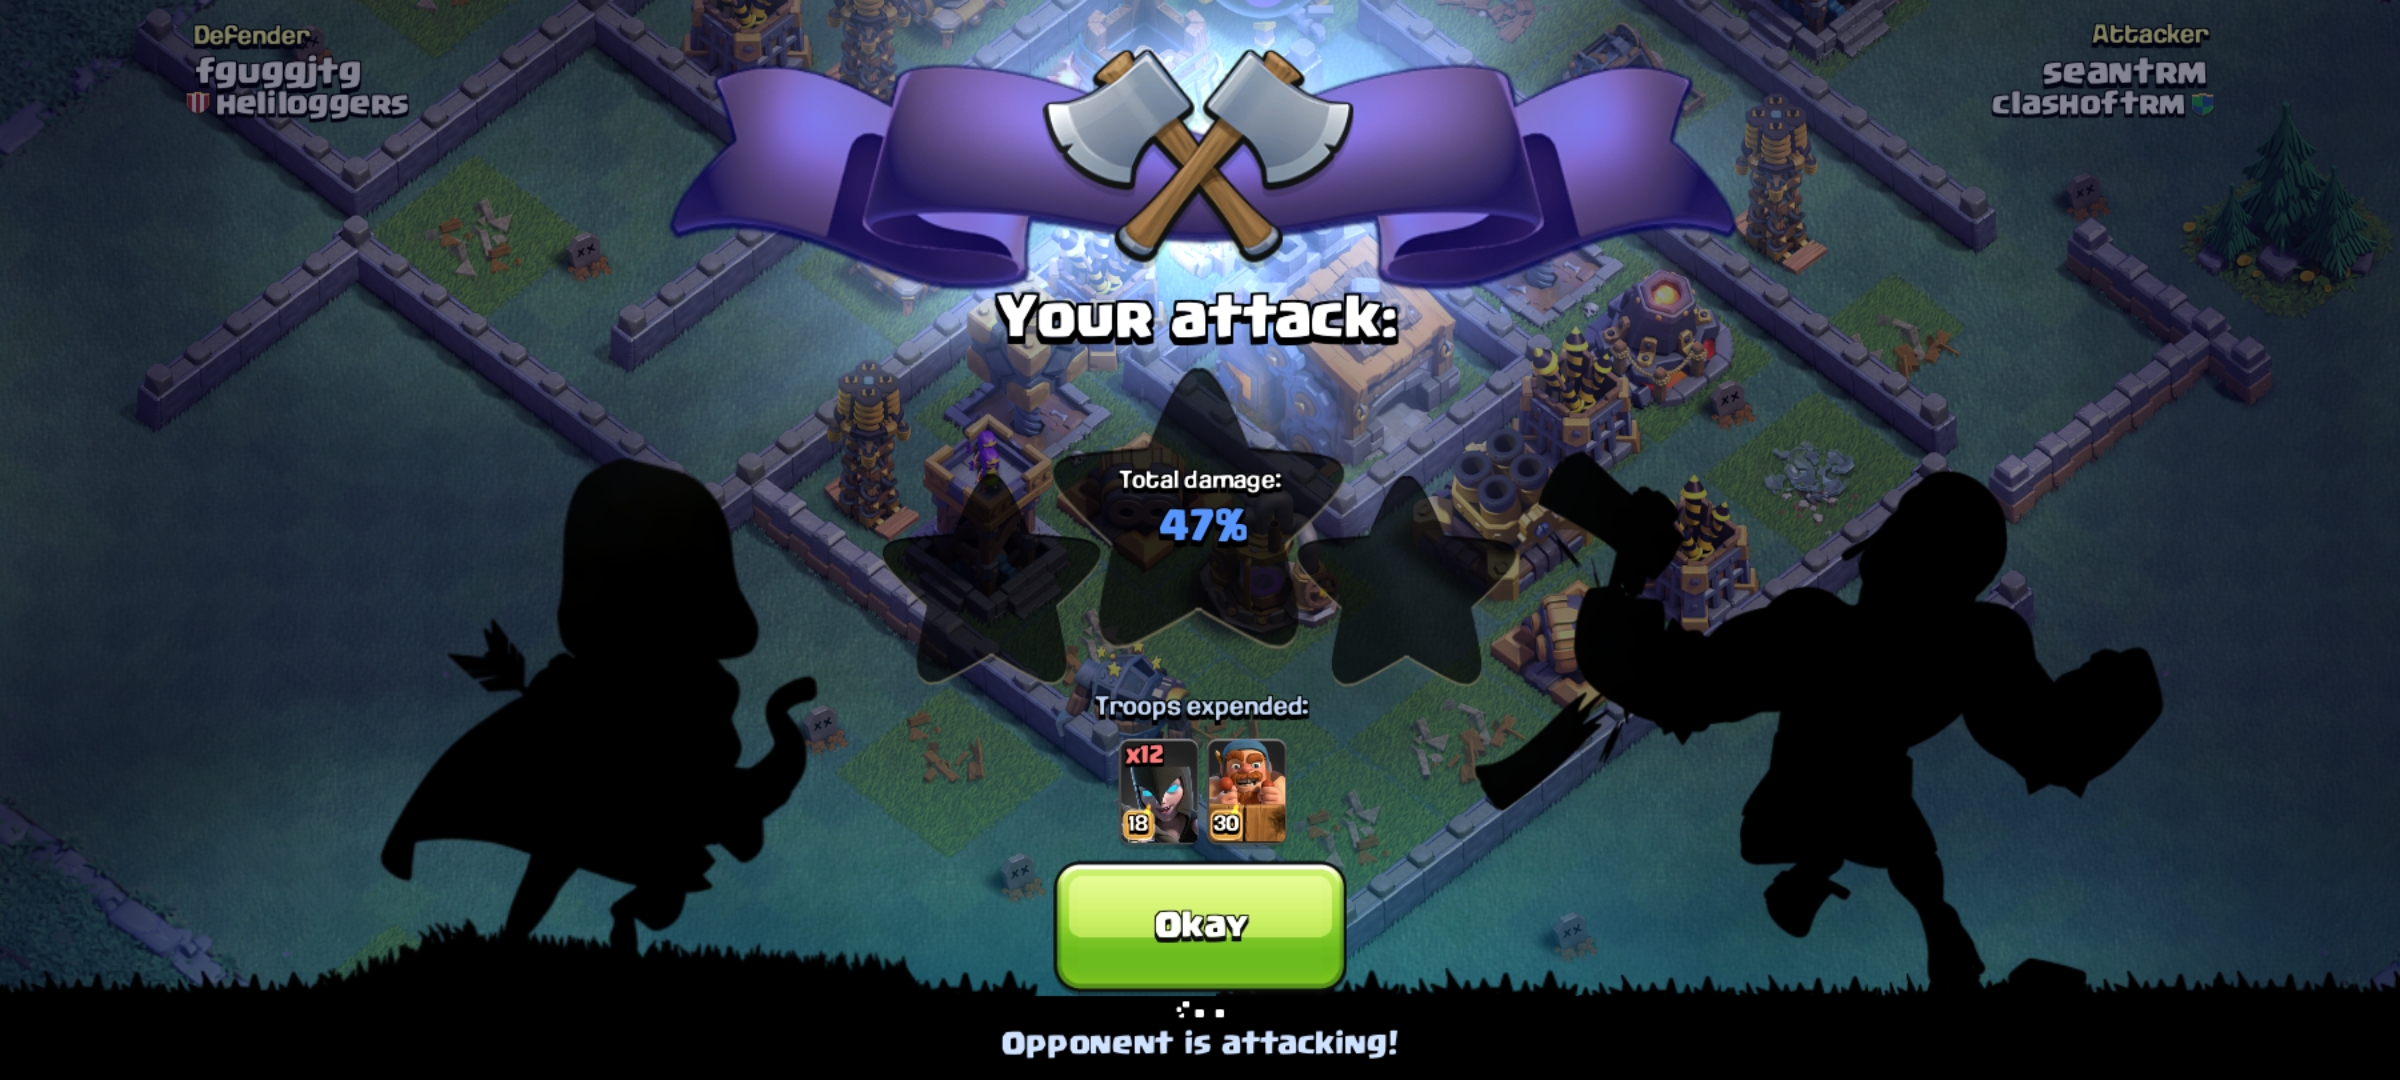 Defender
fguggjtg
Heliloggers
Attacker
seantRM
clashoftRM
Your attack:
Total damage:
47%
Troops expended:
x12
18
30
Okay
Opponent is attacking!